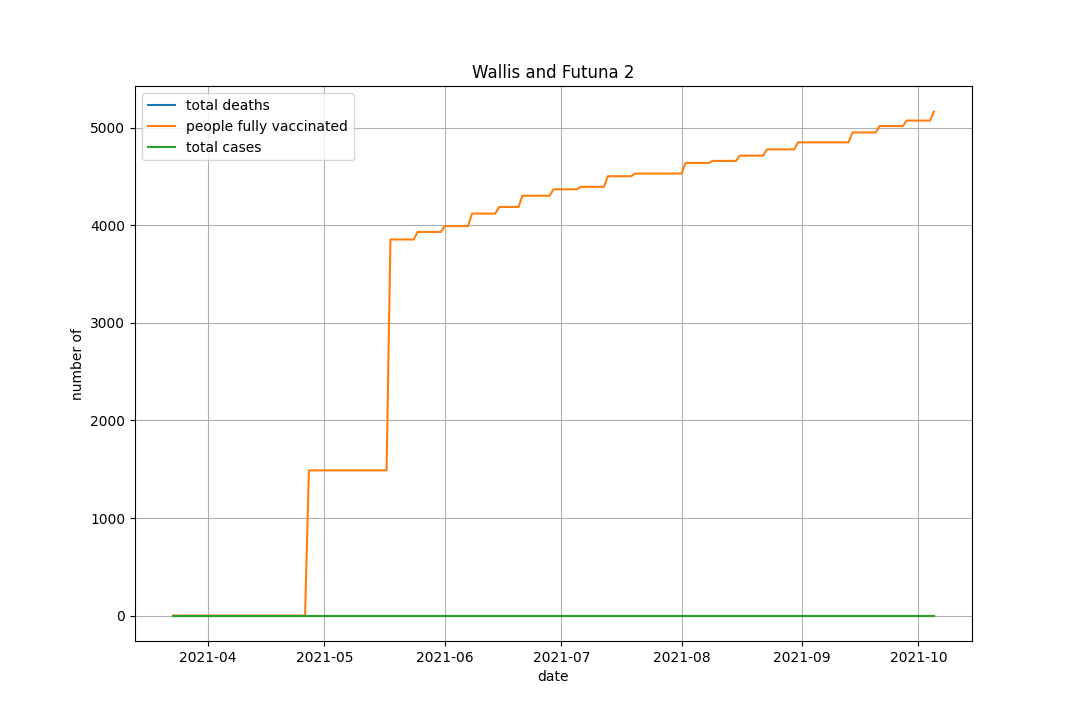 Wallis and Futuna 2
total deaths
people fully vaccinated
total cases
number of
5000
4000
3000
2000
1000
0
2021-04 2021-05 2021-06 2021-07 2021-08 2021-09 2021-10
date